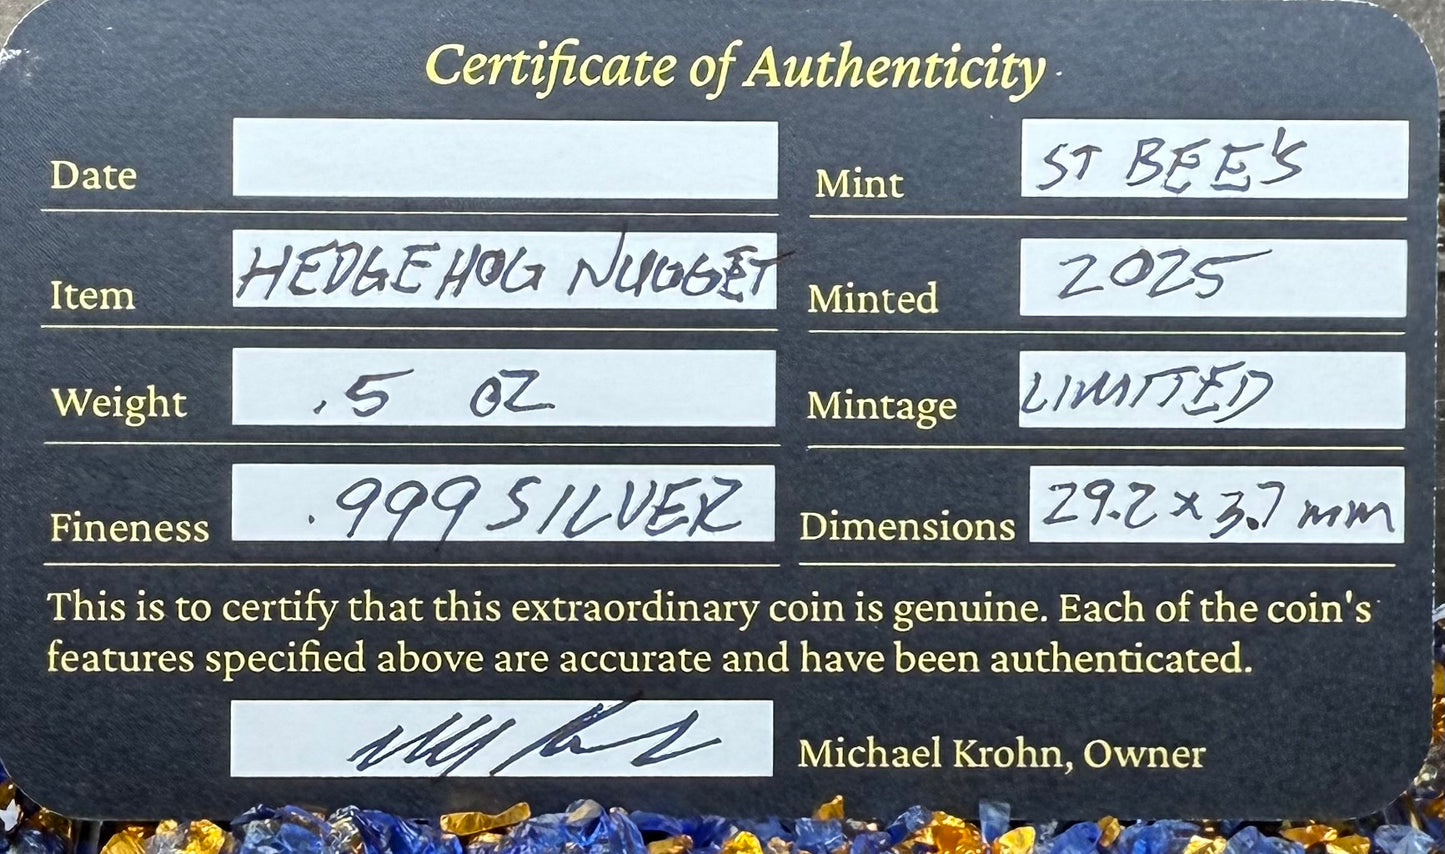 Certificate of Authenticity
Date
Mint ST BEE'S
Item HEDGEHOG NUGGET
Minted 2025
Weight .5 OZ
Mintage LIMITED
Fineness .999 SILVER
Dimensions 29.2 x 3.7 mm
This is to certify that this extraordinary coin is genuine. Each of the coin's
features specified above are accurate and have been authenticated.
Michael Krohn, Owner